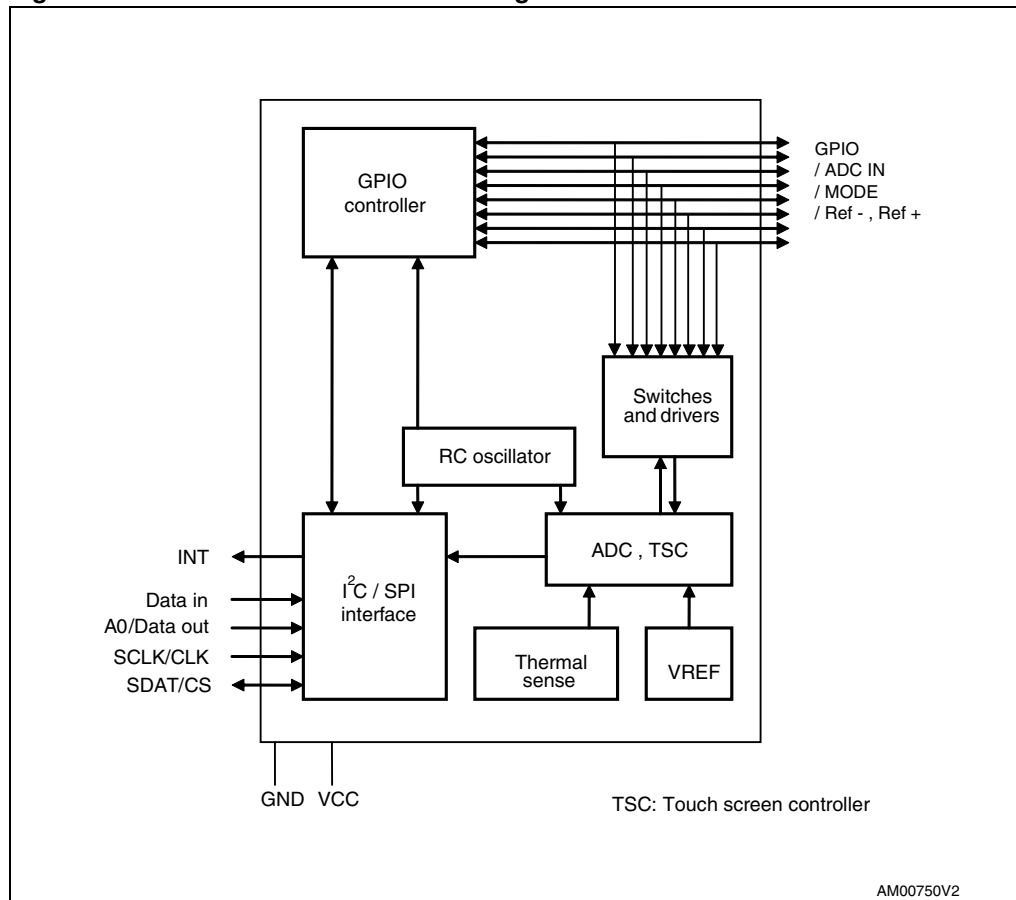 GPIO
controller
GPIO
/ ADC IN
/ MODE
/ Ref - , Ref +
Switches
and drivers
RC oscillator
ADC , TSC
I2C / SPI
interface
INT
Data in
A0/Data out
SCLK/CLK
SDAT/CS
Thermal
sense
VREF
GND VCC
TSC: Touch screen controller
AM00750V2